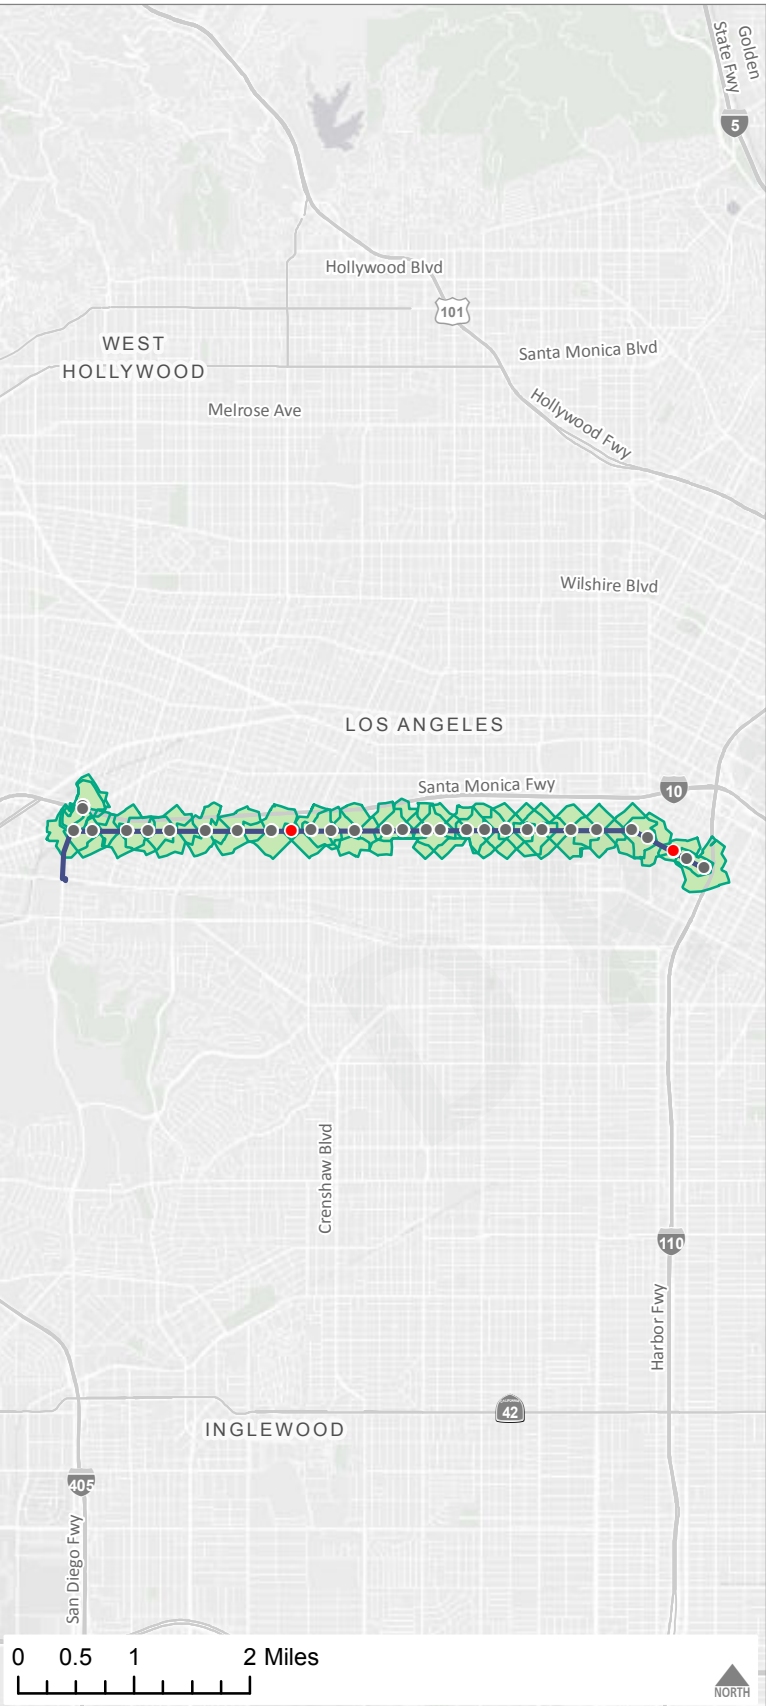 Golden
State Fwy
5
Hollywood Blvd
101
WEST
HOLLYWOOD
Santa Monica Blvd
Melrose Ave
Hollywood Fwy
Wilshire Blvd
LOS ANGELES
Santa Monica Fwy
10
Crenshaw Blvd
110
Harbor Fwy
42
INGLEWOOD
405
San Diego Fwy
0 0.5 1 2 Miles
NORTH